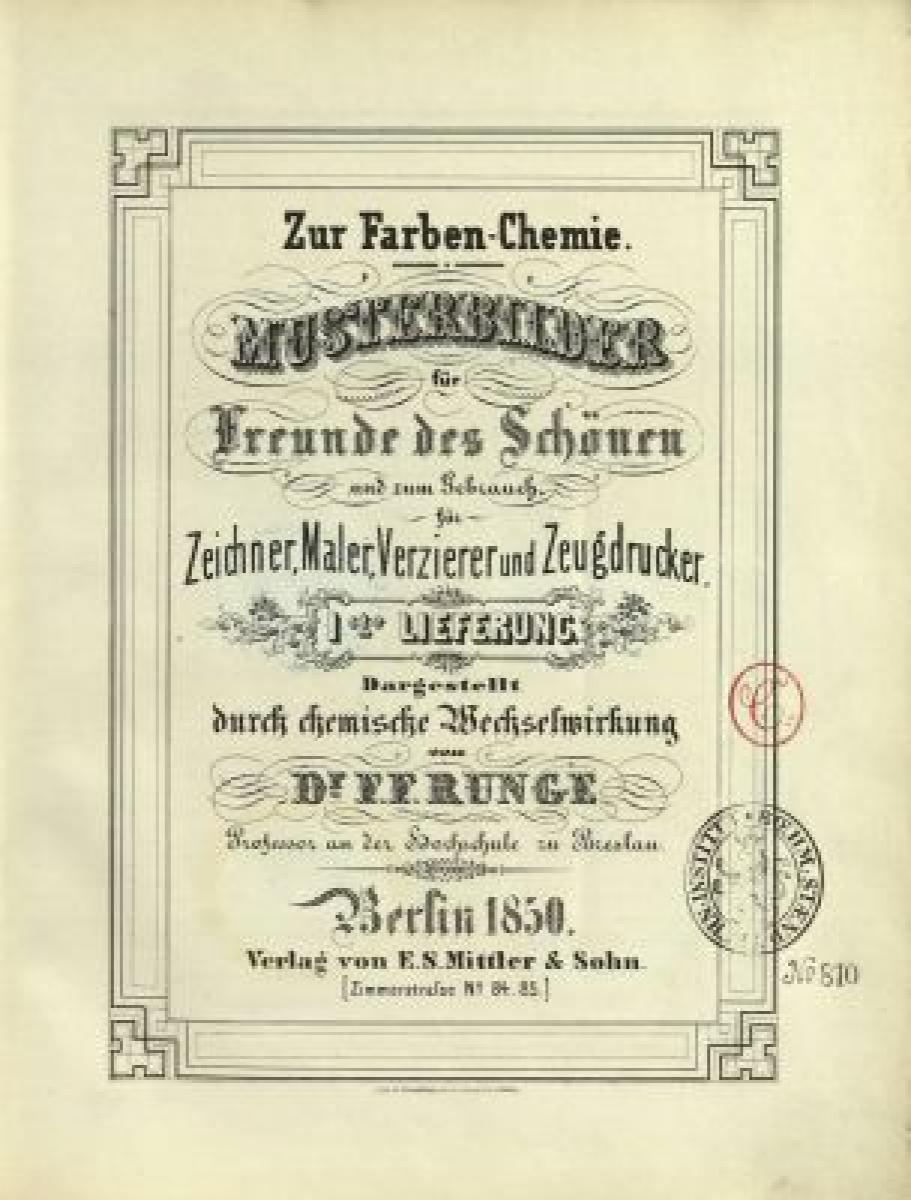 Zur Farben-Chemie.
MUSTERBILDER
für
Freunde des Schönen
und zum Gebrauch
für
Zeichner, Maler, Verzierer und Zeugdrucker.
Iste LIEFERUNG.
Dargestellt
durch chemische Wechselwirkung
von
Dr F. F. RUNGE
Professor an der Hochschule zu Breslau.
Berlin 1850.
Verlag von E. S. Mittler & Sohn.
[Zimmerstraße No 84. 85.]
No 810